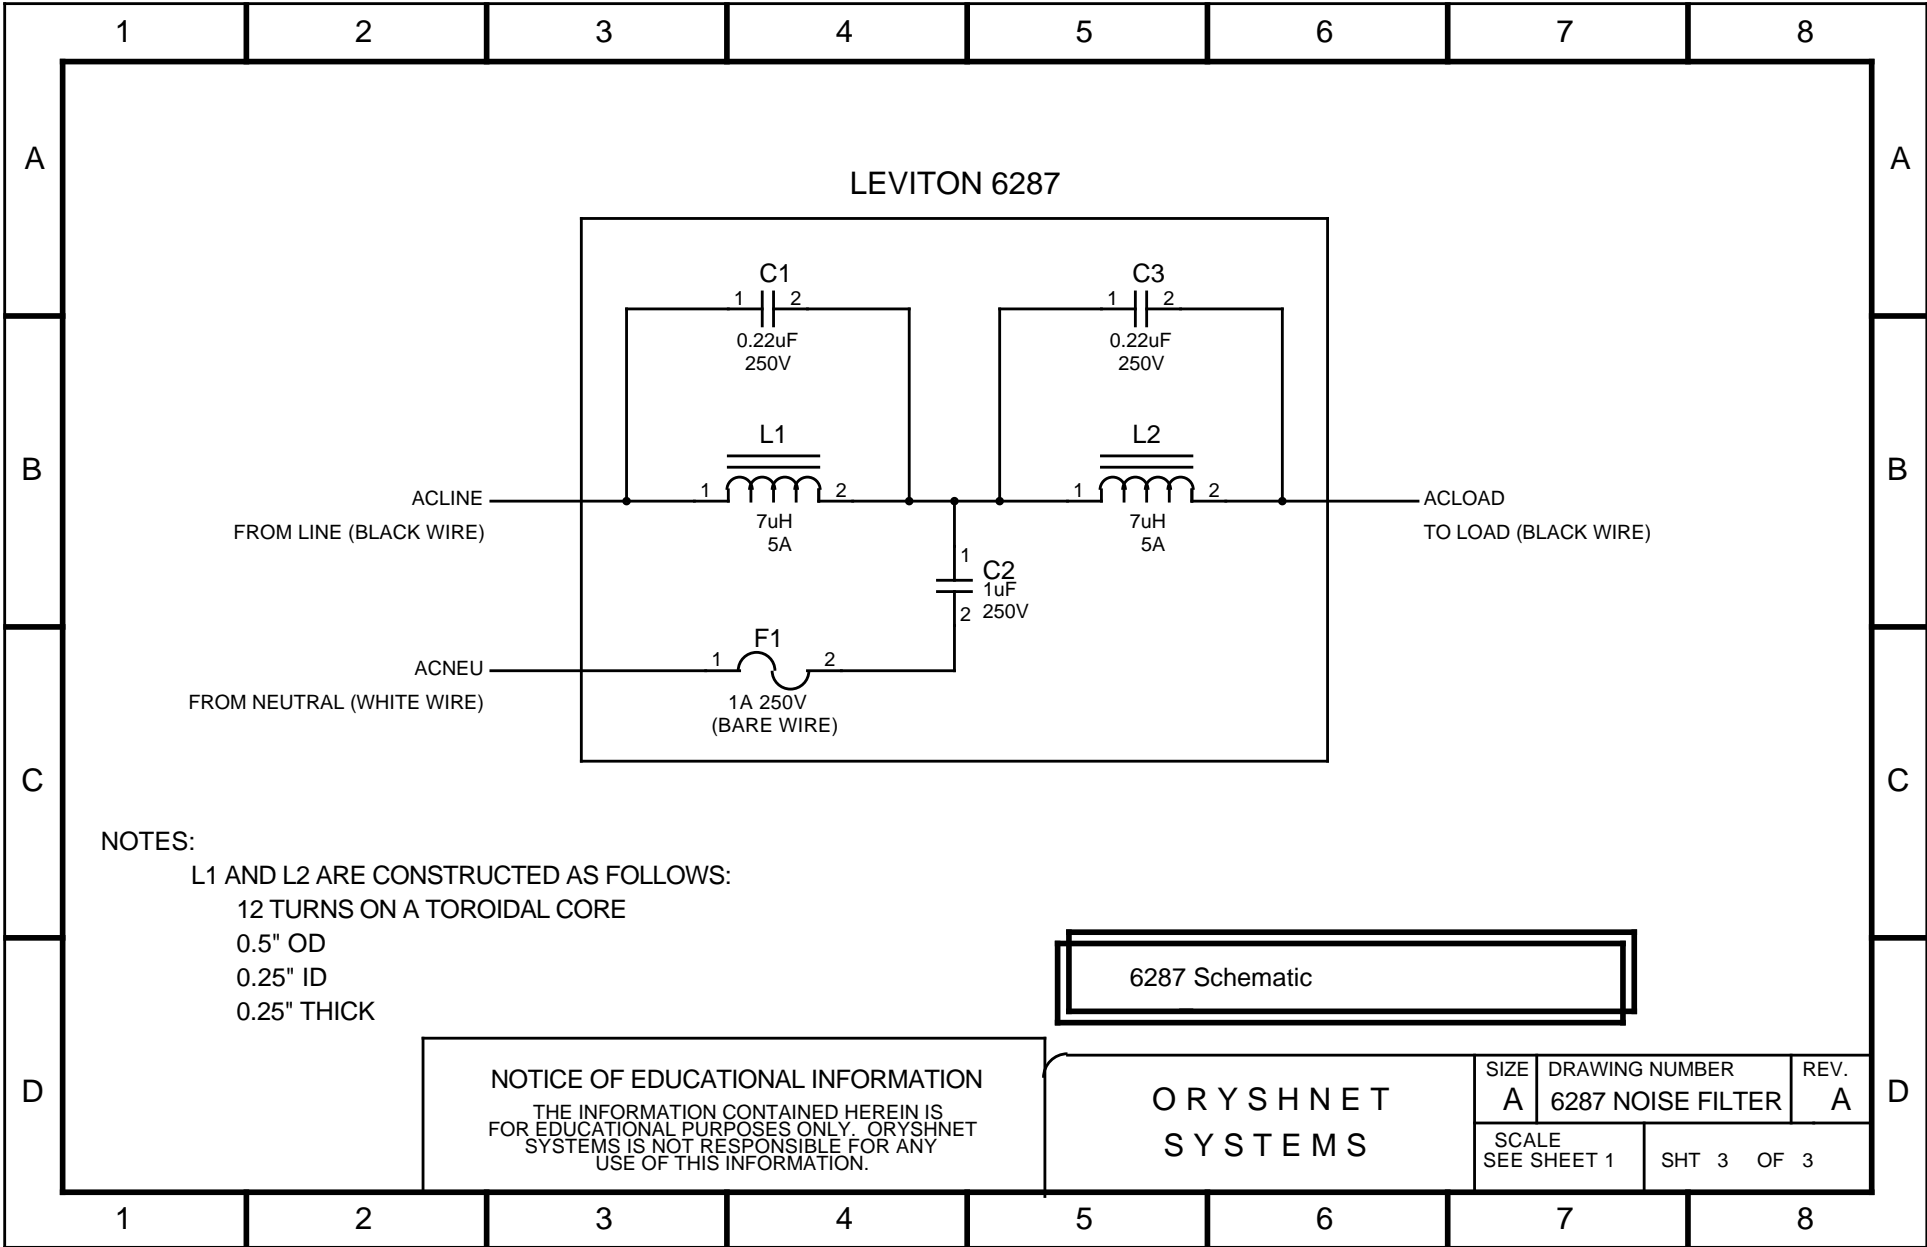 1 2 3 4 5 6 7 8
A A
LEVITON 6287
C1 C3
1 2 1 2
0.22uF 0.22uF
250V 250V
B B
L1 L2
ACLINE 1 2 1 2 ACLOAD
FROM LINE (BLACK WIRE) 7uH 7uH TO LOAD (BLACK WIRE)
5A 5A
1
C2
1uF
2 250V
F1
ACNEU 1 2
FROM NEUTRAL (WHITE WIRE) 1A 250V
(BARE WIRE)
C C
NOTES:
L1 AND L2 ARE CONSTRUCTED AS FOLLOWS:
12 TURNS ON A TOROIDAL CORE
0.5" OD
0.25" ID
0.25" THICK
6287 Schematic
D D
NOTICE OF EDUCATIONAL INFORMATION
THE INFORMATION CONTAINED HEREIN IS
FOR EDUCATIONAL PURPOSES ONLY. ORYSHNET
SYSTEMS IS NOT RESPONSIBLE FOR ANY
USE OF THIS INFORMATION.
ORYSHNET
SYSTEMS
SIZE DRAWING NUMBER REV.
A 6287 NOISE FILTER A
SCALE
SEE SHEET 1 SHT 3 OF 3
1 2 3 4 5 6 7 8